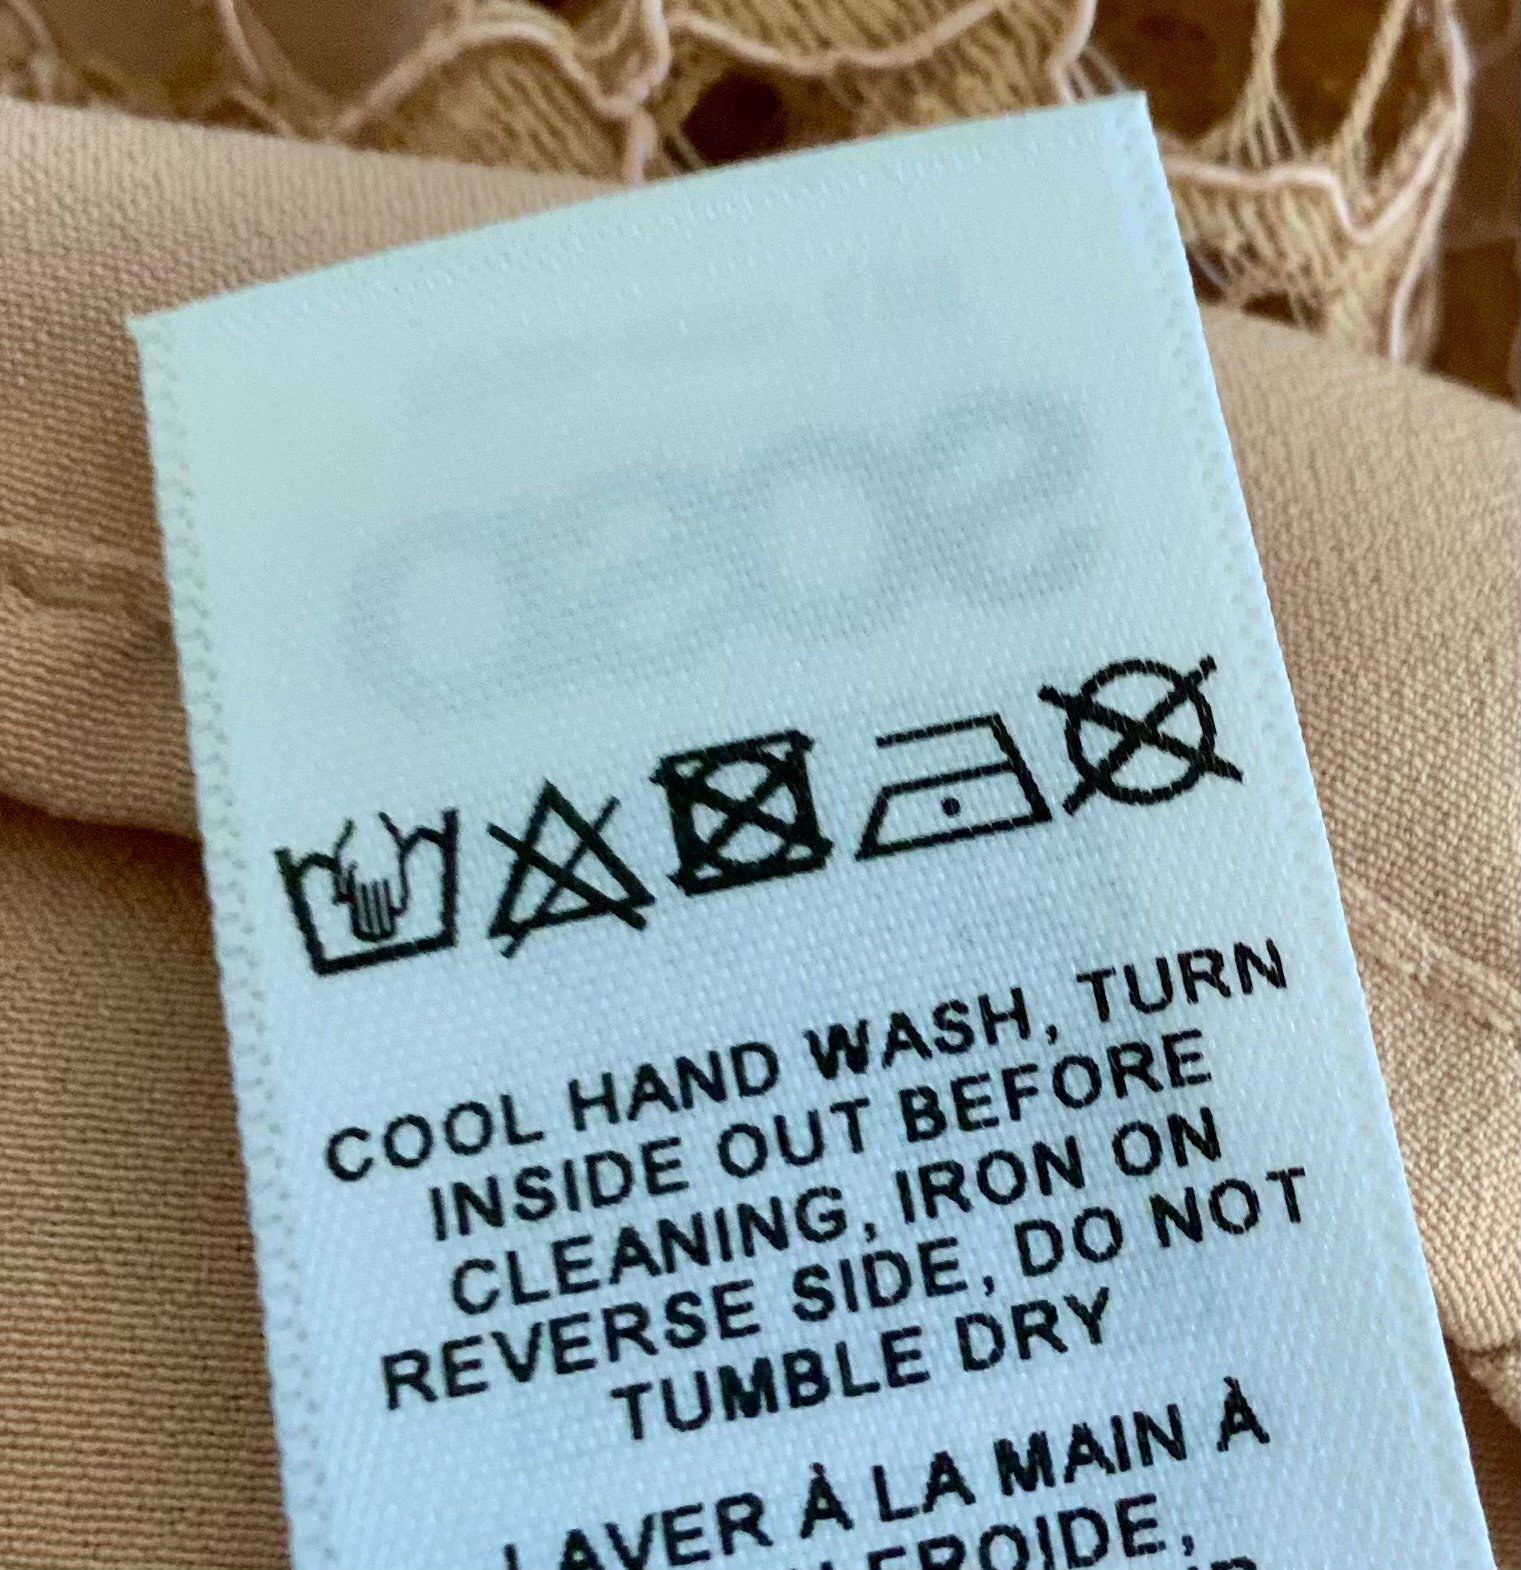 COOL HAND WASH, TURN
INSIDE OUT BEFORE
CLEANING, IRON ON
REVERSE SIDE, DO NOT
TUMBLE DRY
LAVER À LA MAIN À
FROIDE,